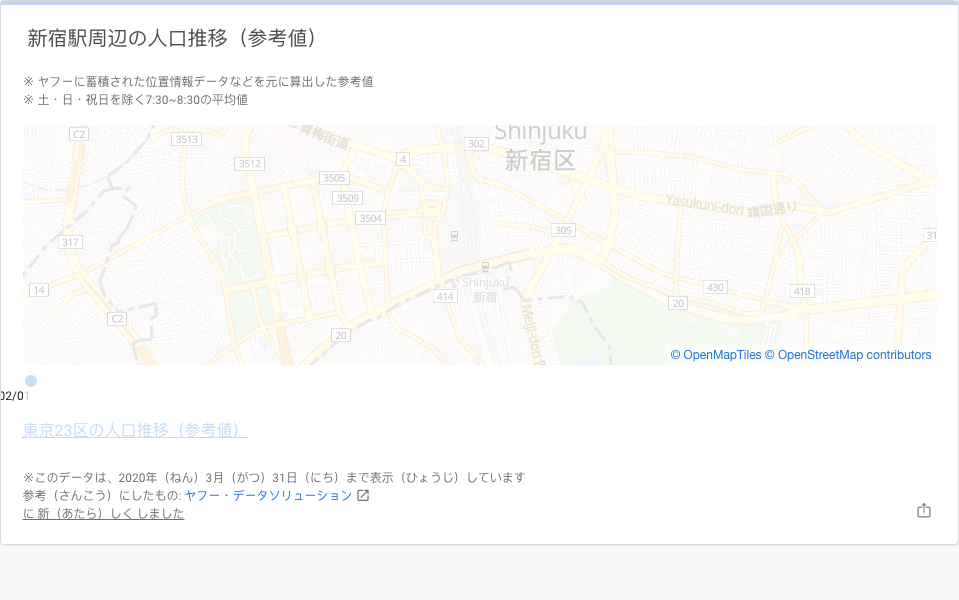 新宿駅周辺の人口推移（参考値）
※ ヤフーに蓄積された位置情報データなどを元に算出した参考値
※ 土・日・祝日を除く7:30~8:30の平均値
Shinjuku
新宿区
C2
3513
青梅街道
302
4
3512
3505
3509
3504
Yasukuni-dori 靖国通り
305
317
31
14
Shinjuku
新宿
414
430
418
20
C2
20
Meiji-dori
© OpenMapTiles © OpenStreetMap contributors
02/01
東京23区の人口推移（参考値）
※このデータは、2020年（ねん）3月（がつ）31日（にち）まで表示（ひょうじ）しています
参考（さんこう）にしたもの: ヤフー・データソリューション
に 新（あたら）しく しました